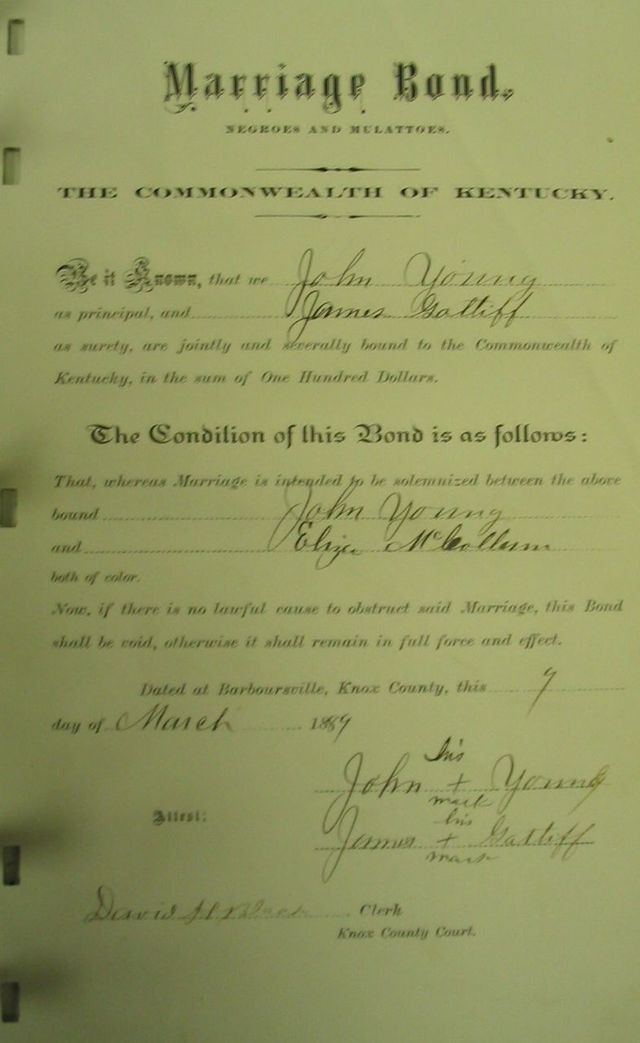 Marriage Bond.
NEGROES AND MULATTOES.
THE COMMONWEALTH OF KENTUCKY.
Be it Known, that we John Young
as principal, and James Gatliff
as surety, are jointly and severally bound to the Commonwealth of
Kentucky, in the sum of One Hundred Dollars.
The Condition of this Bond is as follows:
That, whereas Marriage is intended to be solemnized between the above
bound John Young
and Eliza McCollum
both of color.
Now, if there is no lawful cause to obstruct said Marriage, this Bond
shall be void, otherwise it shall remain in full force and effect.
Dated at Barboursville, Knox County, this
day of March
his
John + Young
mark
Attest: his
James + Gatliff
mark
David Clerk
Knox County Court.